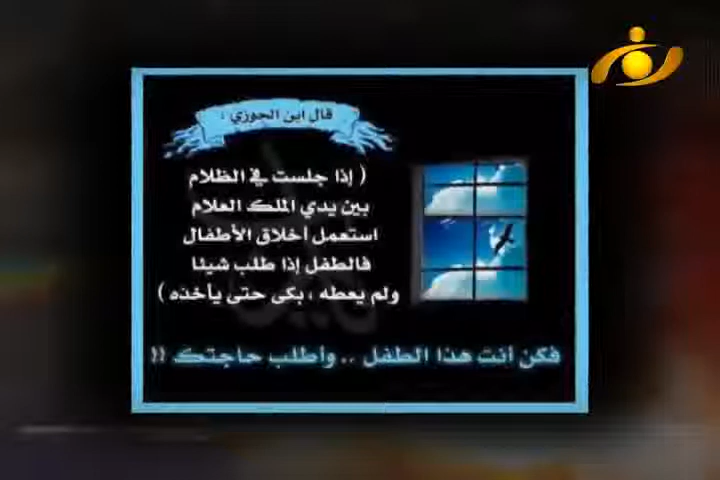 قال ابن الجوزي :
( إذا جلست في الظلام
بين يدي الملك العلام
استعمل أخلاق الأطفال
فالطفل إذا طلب شيئا
ولم يعطه ، بكى حتى يأخذه )
فكن أنت هذا الطفل .. وأطلب حاجتك !!